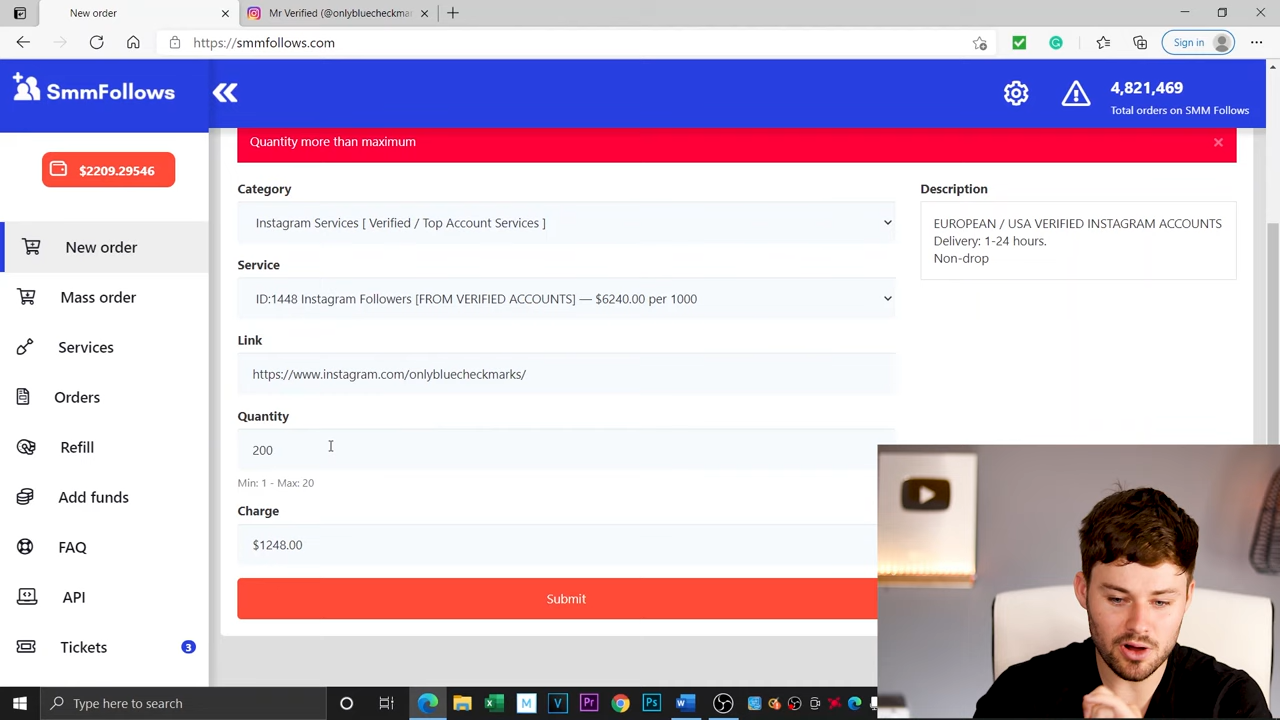 New order
Mr Verified (@onlybluecheckma
https://smmfollows.com
Sign in
SmmFollows
4,821,469
Total orders on SMM Follows
$2209.29546
Quantity more than maximum
New order
Mass order
Services
Orders
Refill
Add funds
FAQ
API
Tickets
3
Category
Instagram Services [ Verified / Top Account Services ]
Service
ID:1448 Instagram Followers [FROM VERIFIED ACCOUNTS] — $6240.00 per 1000
Link
https://www.instagram.com/onlybluecheckmarks/
Quantity
200
Min: 1 - Max: 20
Charge
$1248.00
Submit
Description
EUROPEAN / USA VERIFIED INSTAGRAM ACCOUNTS
Delivery: 1-24 hours.
Non-drop
Type here to search